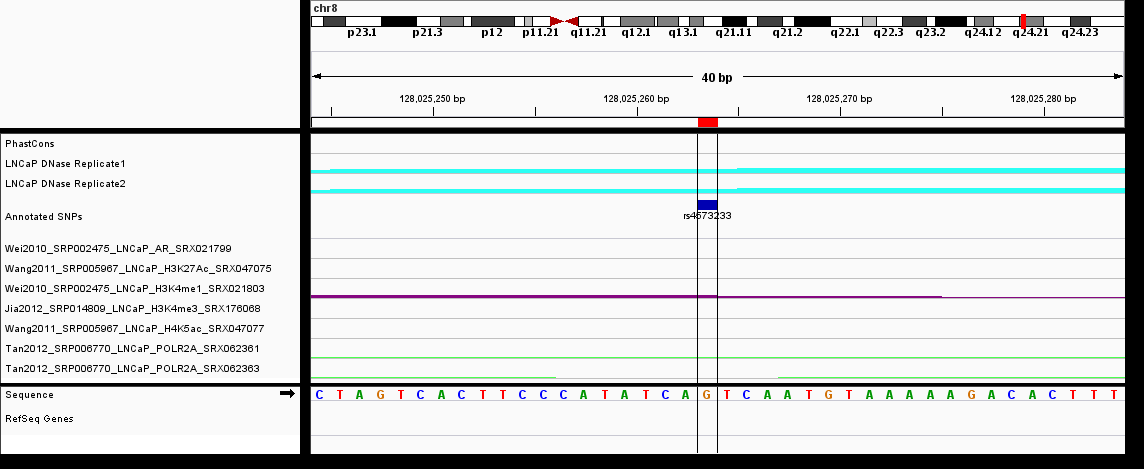 chr8
p23.1 p21.3 p12 p11.21 q11.21 q12.1 q13.1 q21.11 q21.2 q22.1 q22.3 q23.2 q24.12 q24.21 q24.23
40 bp
128,025,250 bp 128,025,260 bp 128,025,270 bp 128,025,280 bp
PhastCons
LNCaP DNase Replicate1
LNCaP DNase Replicate2
Annotated SNPs
rs4573233
Wei2010_SRP002475_LNCaP_AR_SRX021799
Wang2011_SRP005967_LNCaP_H3K27Ac_SRX047075
Wei2010_SRP002475_LNCaP_H3K4me1_SRX021803
Jia2012_SRP014809_LNCaP_H3K4me3_SRX176068
Wang2011_SRP005967_LNCaP_H4K5ac_SRX047077
Tan2012_SRP006770_LNCaP_POLR2A_SRX062361
Tan2012_SRP006770_LNCaP_POLR2A_SRX062363
Sequence C T A G T C A C T T C C C A T A T C A G T C A A T G T A A A A A G A C A C T T T
RefSeq Genes